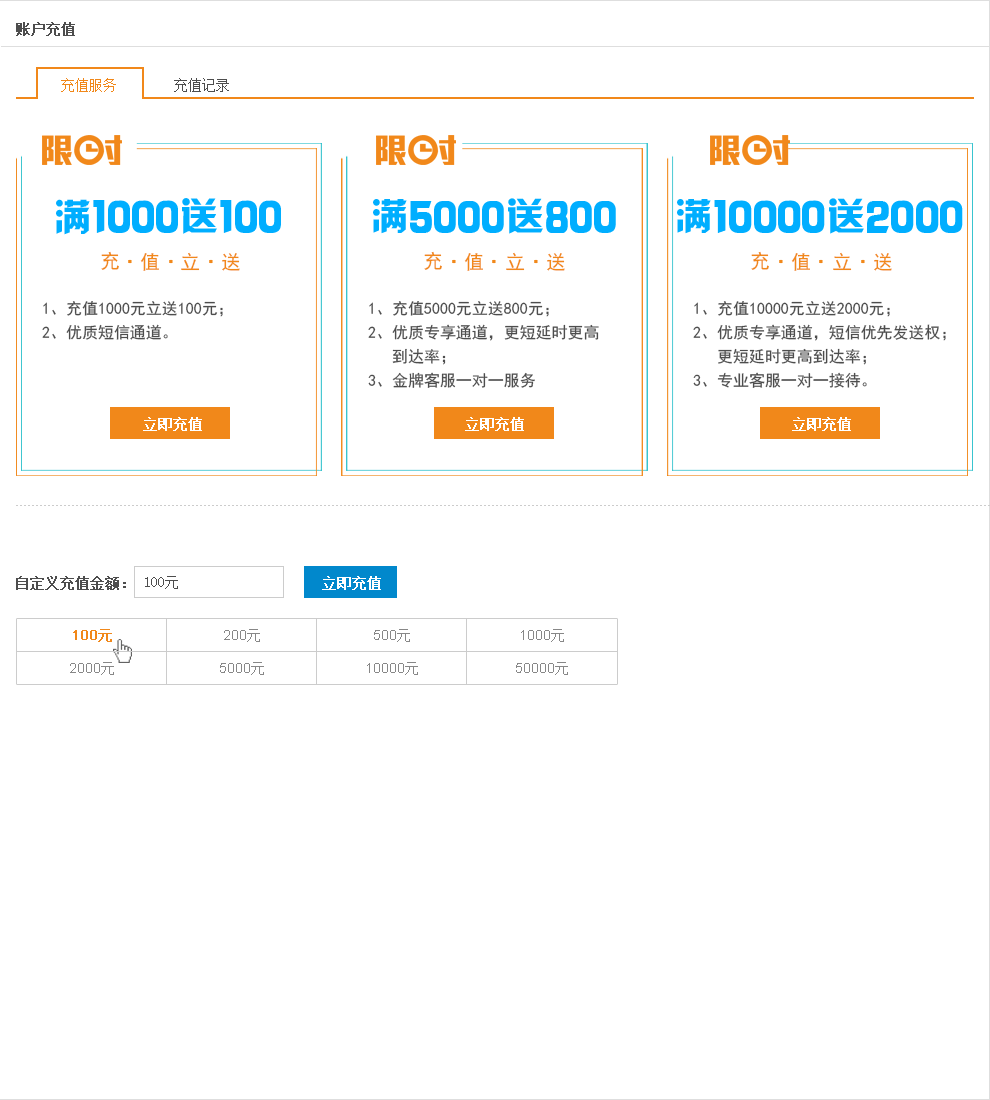 账户充值
充值服务
充值记录
限时
满1000送100
充·值·立·送
1、充值1000元立送100元；
2、优质短信通道。
立即充值
限时
满5000送800
充·值·立·送
1、充值5000元立送800元；
2、优质专享通道，更短延时更高
到达率；
3、金牌客服一对一服务
立即充值
限时
满10000送2000
充·值·立·送
1、充值10000元立送2000元；
2、优质专享通道，短信优先发送权；
更短延时更高到达率；
3、专业客服一对一接待。
立即充值
自定义充值金额：
100元
立即充值
100元
200元
500元
1000元
2000元
5000元
10000元
50000元